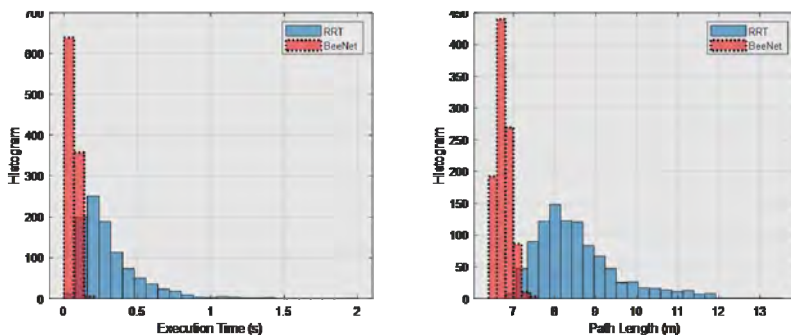 700
600
500
400
300
200
100
0
Histogram
0 0.5 1 1.5 2
Execution Time (s)
RRT
BeeNet
450
400
350
300
250
200
150
100
50
0
Histogram
7 8 9 10 11 12 13
Path Length (m)
RRT
BeeNet